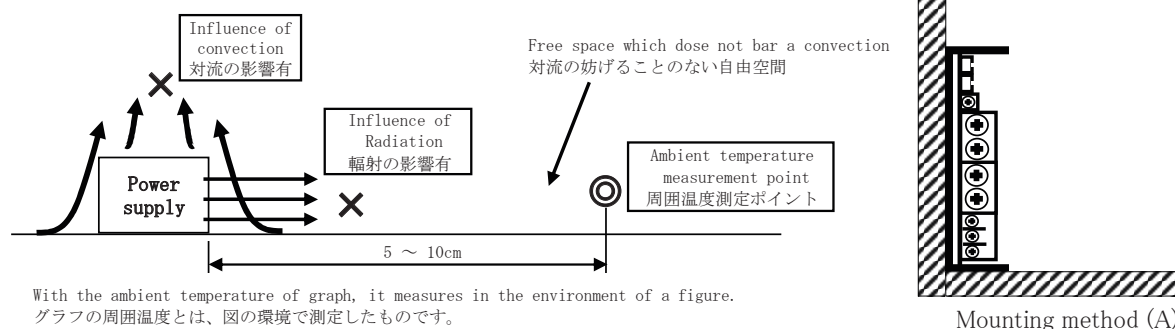 Influence of
convection
対流の影響有
Free space which dose not bar a convection
対流の妨げることのない自由空間
Influence of
Radiation
輻射の影響有
Ambient temperature
measurement point
周囲温度測定ポイント
Power
supply
5 ～ 10cm
With the ambient temperature of graph, it measures in the environment of a figure.
グラフの周囲温度とは、図の環境で測定したものです。
Mounting method (A)